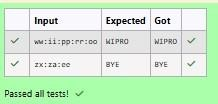 Input Expected Got
✓ ww:ii:pp:rr:oo WIPRO WIPRO ✓
✓ zx:za:ee BYE BYE ✓
Passed all tests! ✓